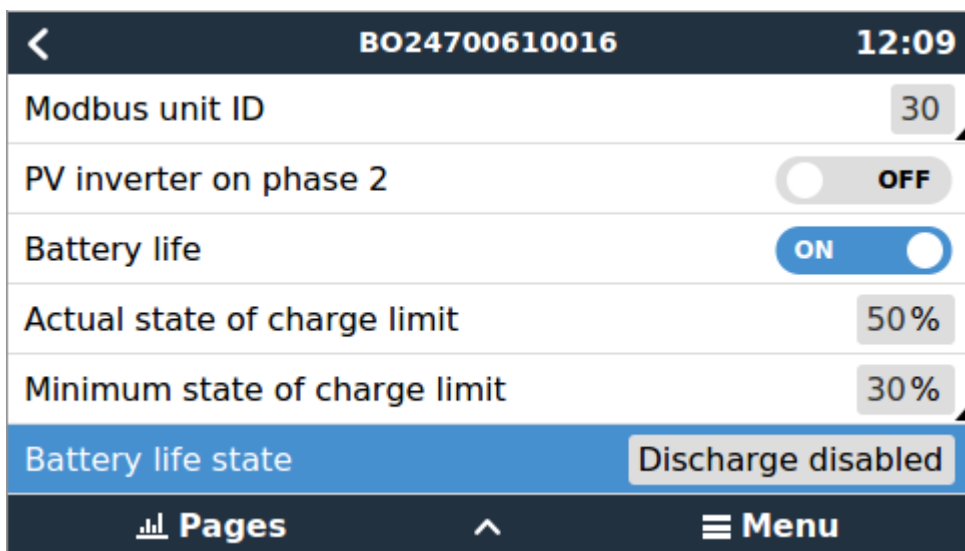 BO24700610016 12:09
Modbus unit ID 30
PV inverter on phase 2 OFF
Battery life ON
Actual state of charge limit 50%
Minimum state of charge limit 30%
Battery life state Discharge disabled
Pages Menu